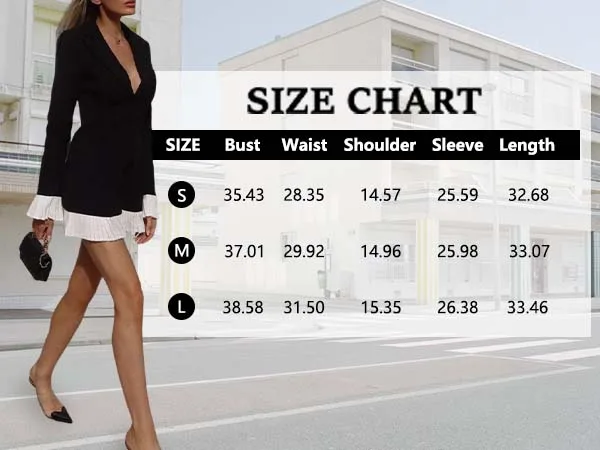 SIZE CHART
SIZE Bust Waist Shoulder Sleeve Length
S 35.43 28.35 14.57 25.59 32.68
M 37.01 29.92 14.96 25.98 33.07
L 38.58 31.50 15.35 26.38 33.46